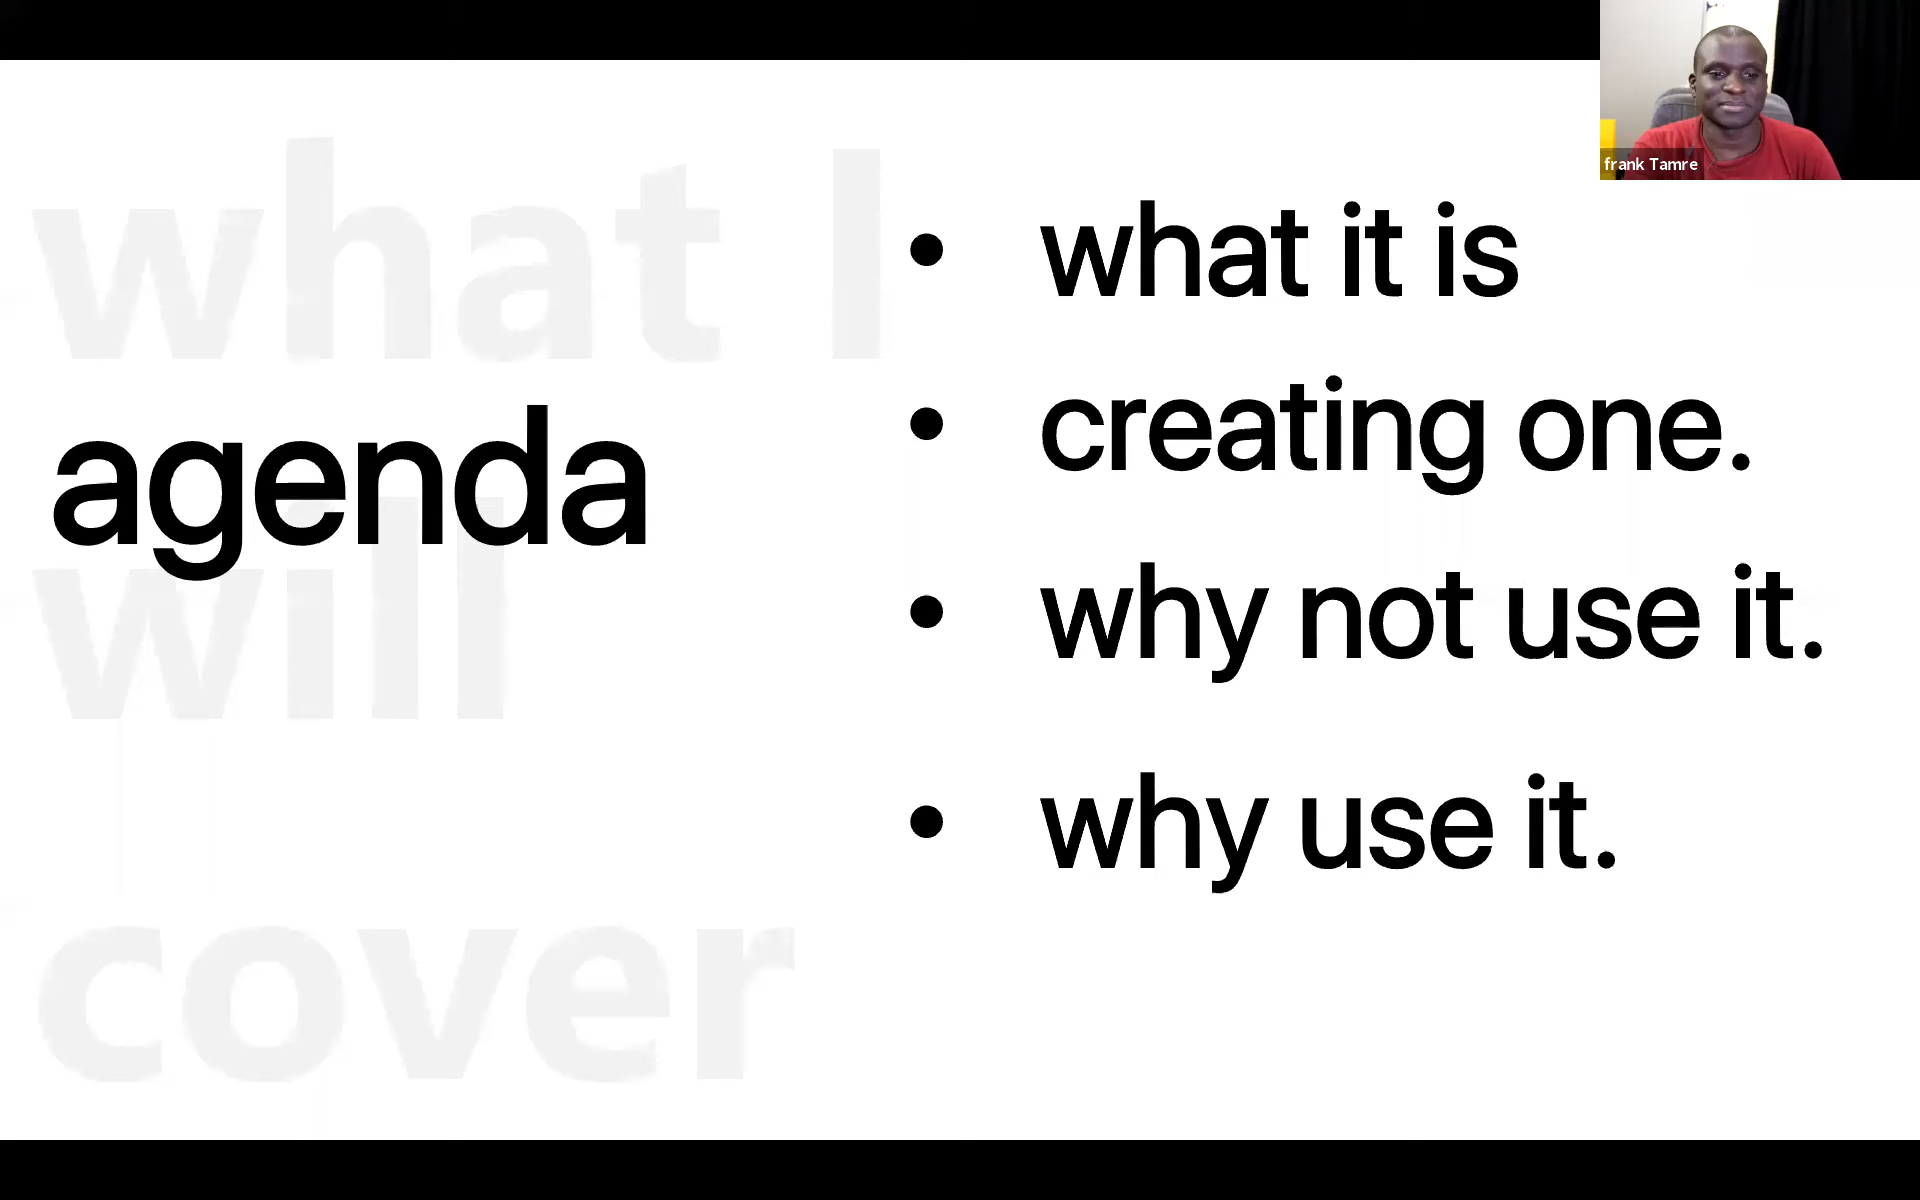 frank Tamre
what I
will
cover
agenda
• what it is
• creating one.
• why not use it.
• why use it.